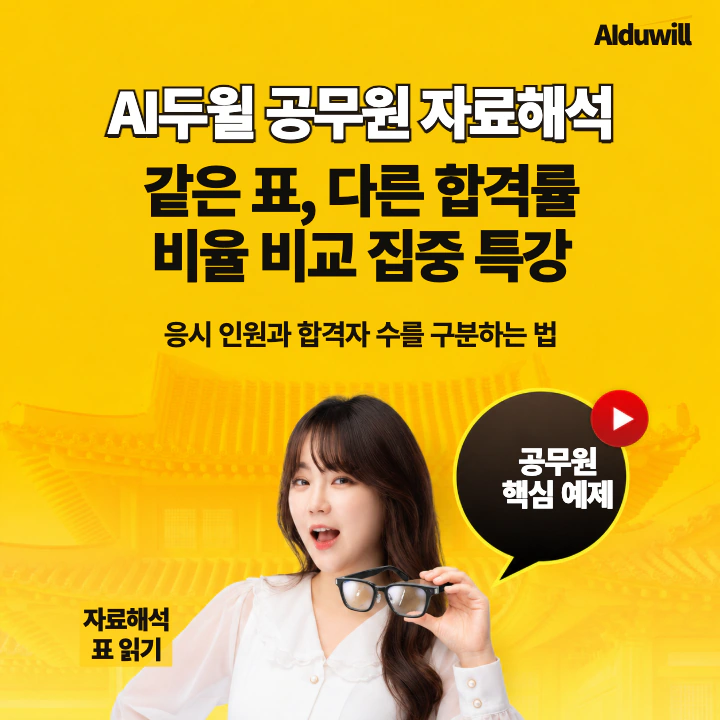 AIduwill
AI두윌 공무원 자료해석
같은 표, 다른 합격률
비율 비교 집중 특강
응시 인원과 합격자 수를 구분하는 법
공무원
핵심 예제
자료해석
표 읽기